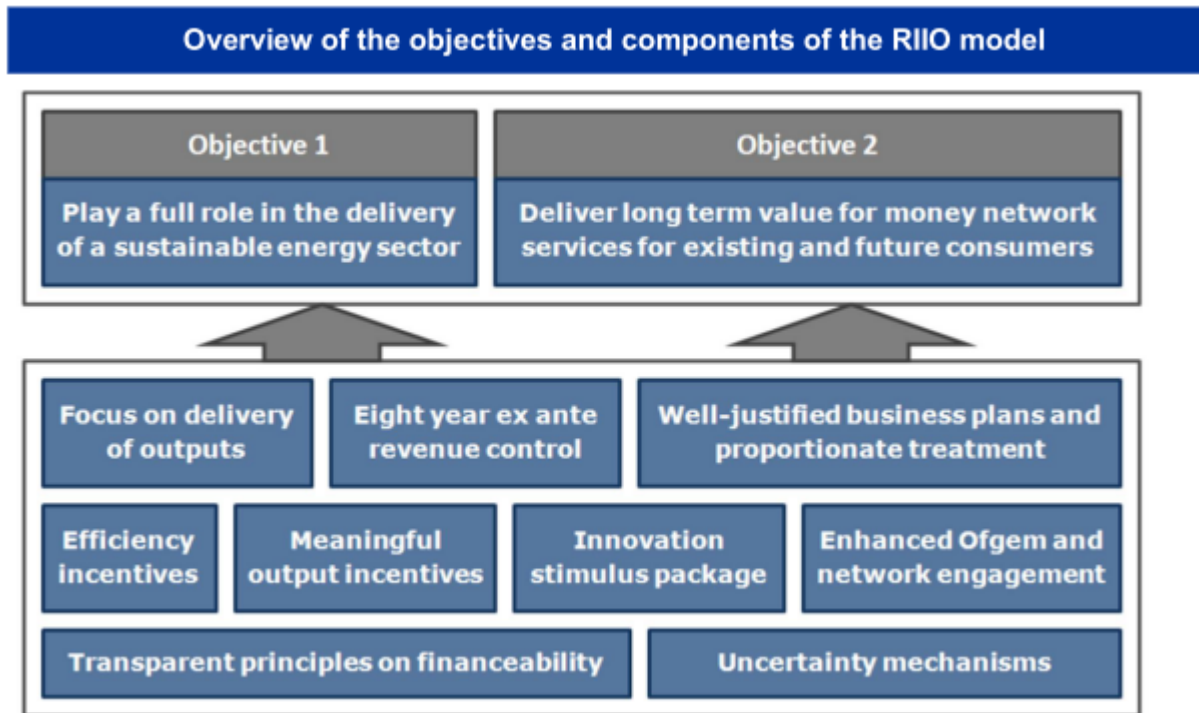 Overview of the objectives and components of the RIIO model
Objective 1
Play a full role in the delivery
of a sustainable energy sector
Objective 2
Deliver long term value for money network
services for existing and future consumers
Focus on delivery
of outputs
Eight year ex ante
revenue control
Well-justified business plans and
proportionate treatment
Efficiency
incentives
Meaningful
output incentives
Innovation
stimulus package
Enhanced Ofgem and
network engagement
Transparent principles on financeability
Uncertainty mechanisms